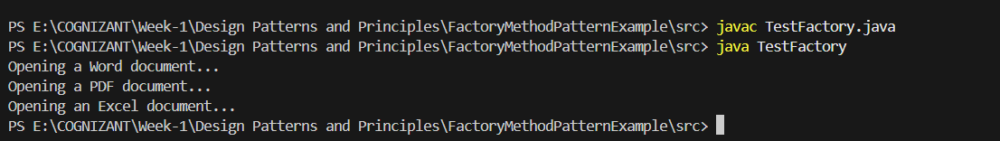 PS E:\COGNIZANT\Week-1\Design Patterns and Principles\FactoryMethodPatternExample\src> javac TestFactory.java
PS E:\COGNIZANT\Week-1\Design Patterns and Principles\FactoryMethodPatternExample\src> java TestFactory
Opening a Word document...
Opening a PDF document...
Opening an Excel document...
PS E:\COGNIZANT\Week-1\Design Patterns and Principles\FactoryMethodPatternExample\src>